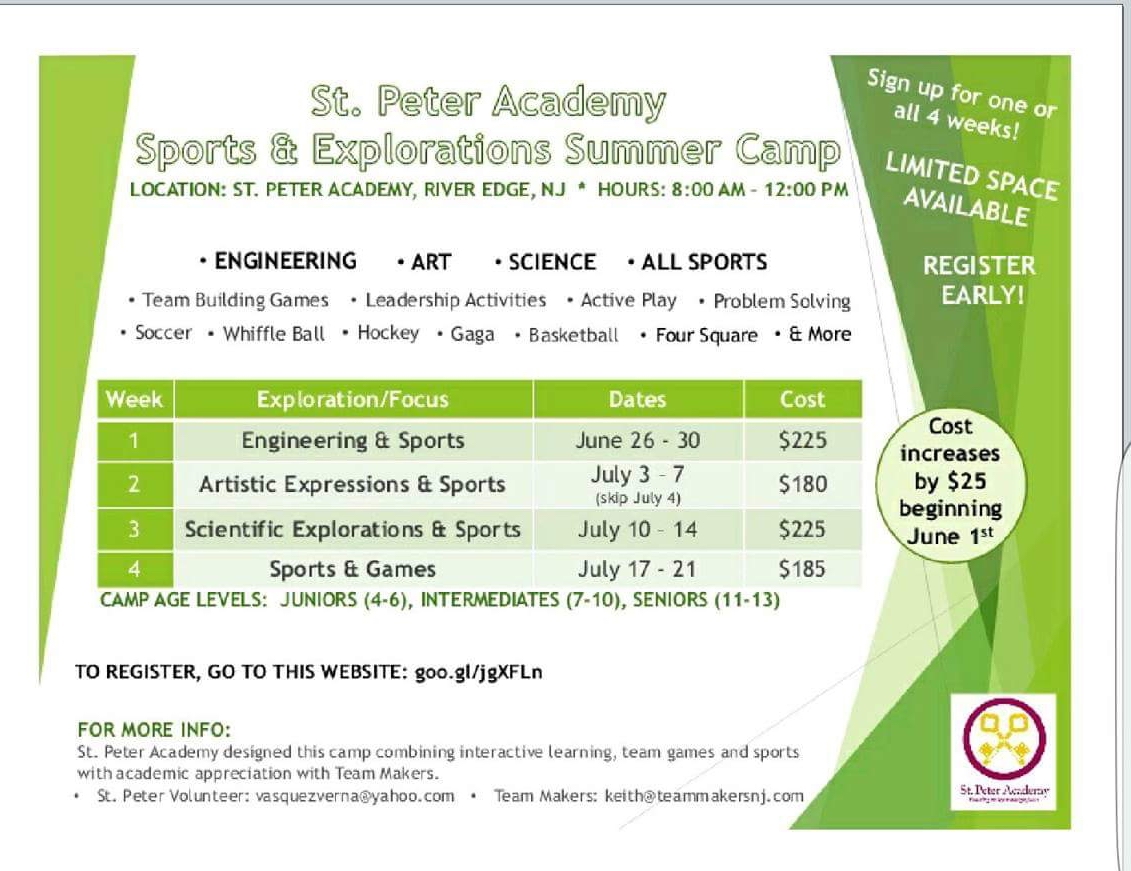 St. Peter Academy
Sports & Explorations Summer Camp
LOCATION: ST. PETER ACADEMY, RIVER EDGE, NJ * HOURS: 8:00 AM – 12:00 PM
Sign up for one or
all 4 weeks!
LIMITED SPACE
AVAILABLE
REGISTER
EARLY!
• ENGINEERING • ART • SCIENCE • ALL SPORTS
• Team Building Games • Leadership Activities • Active Play • Problem Solving
• Soccer • Whiffle Ball • Hockey • Gaga • Basketball • Four Square • & More
Week Exploration/Focus Dates Cost
1 Engineering & Sports June 26 - 30 $225
2 Artistic Expressions & Sports July 3 – 7 (skip July 4) $180
3 Scientific Explorations & Sports July 10 – 14 $225
4 Sports & Games July 17 - 21 $185
CAMP AGE LEVELS: JUNIORS (4-6), INTERMEDIATES (7-10), SENIORS (11-13)
Cost
increases
by $25
beginning
June 1st
TO REGISTER, GO TO THIS WEBSITE: goo.gl/jgXFLn
FOR MORE INFO:
St. Peter Academy designed this camp combining interactive learning, team games and sports
with academic appreciation with Team Makers.
• St. Peter Volunteer: vasquezverna@yahoo.com • Team Makers: keith@teammakersnj.com
St. Peter Academy